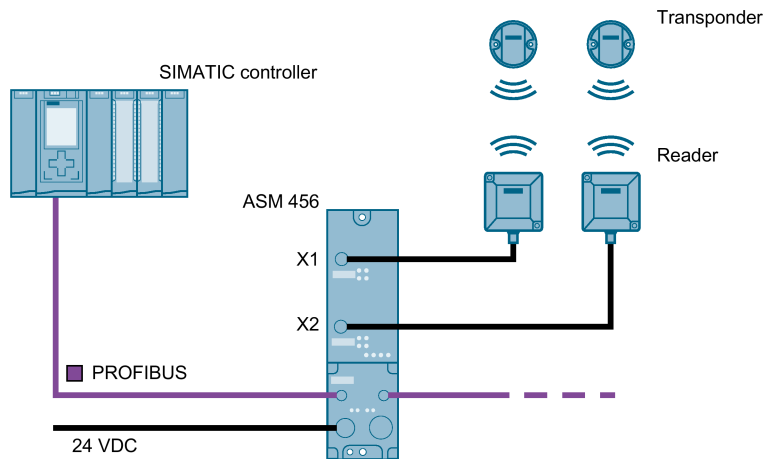 Transponder
SIMATIC controller
Reader
ASM 456
X1
X2
PROFIBUS
24 VDC